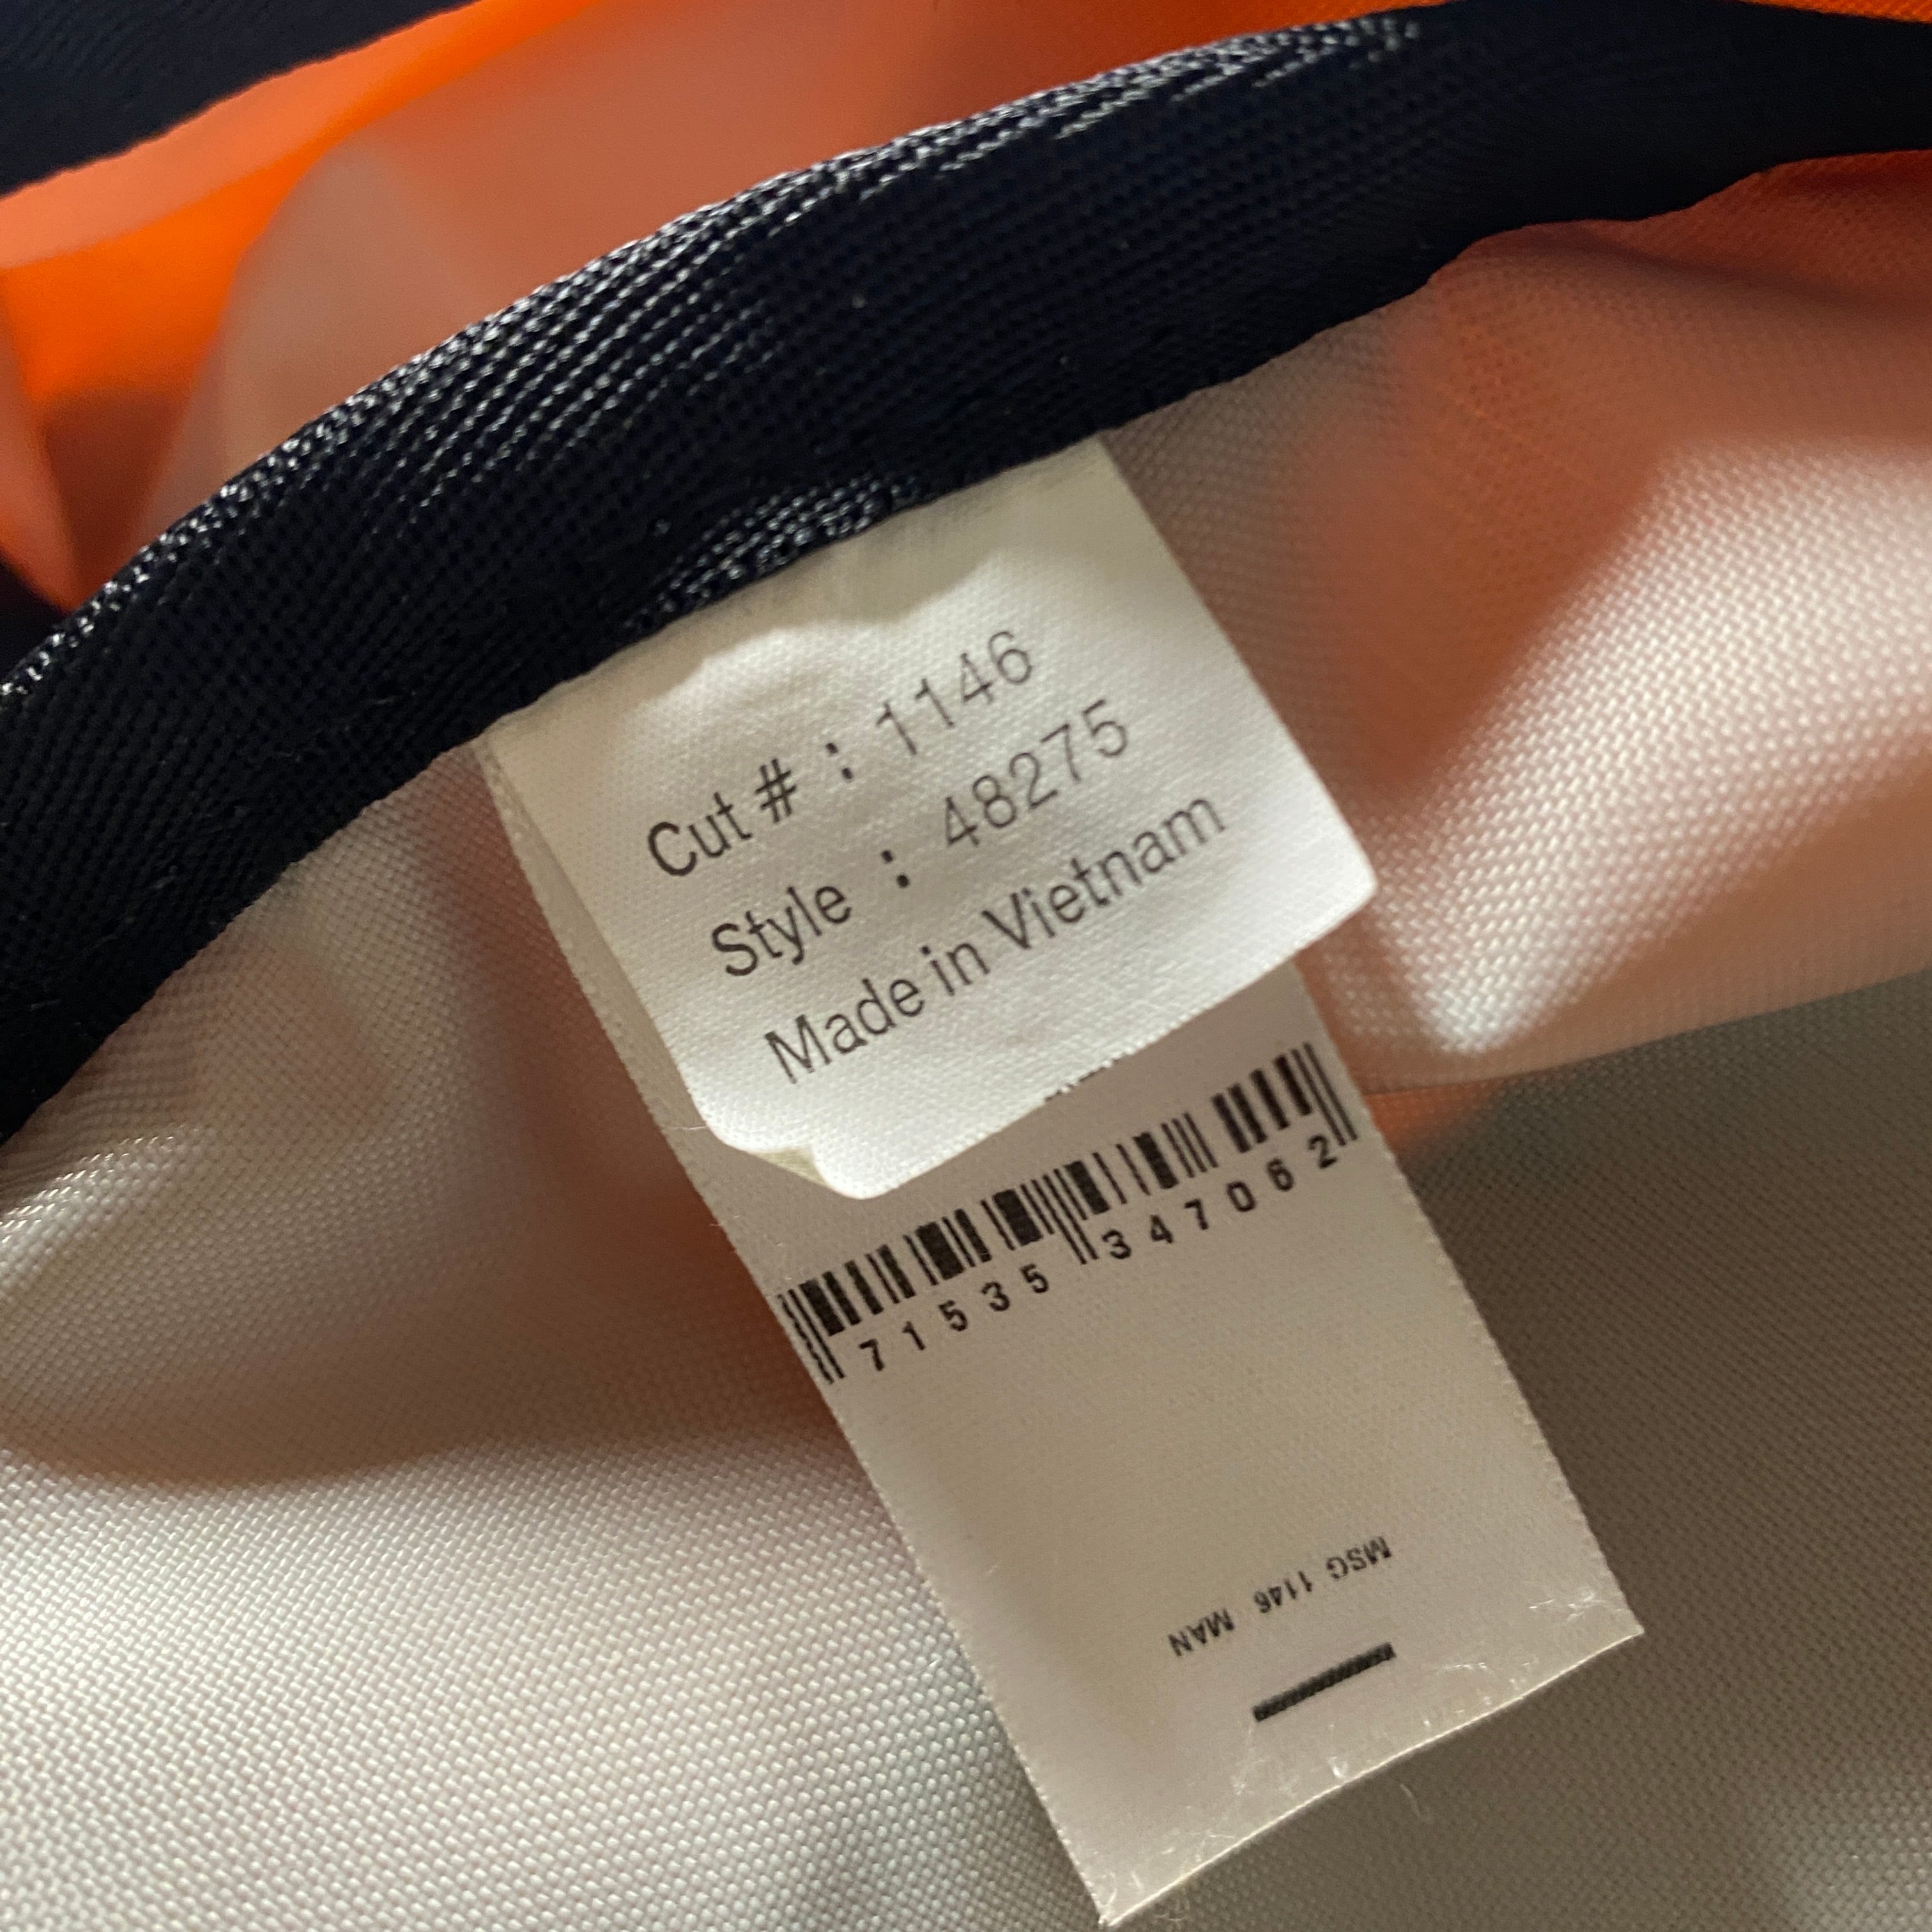 Cut # : 1146
Style : 48275
Made in Vietnam
71535 347062
MSG 1146 MAN